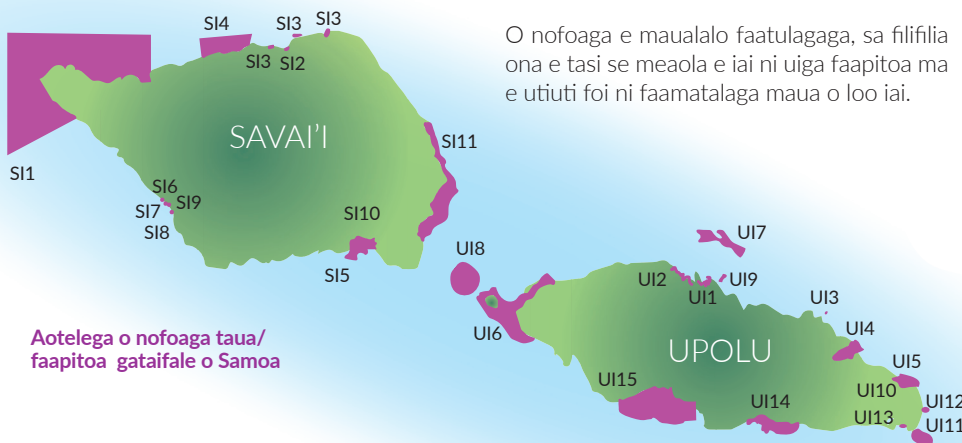 O nofoaga e maualalo faatulagaga, sa filifilia
ona e tasi se meaola e iai ni uiga faapitoa ma
e utiuti foi ni faamatalaga maua o loo iai.
SI4
SI3
SI3
SI3
SI2
SAVAI'I
SI11
SI1
SI6
SI9
SI7
SI8
SI10
SI5
UI8
UI7
UI2
UI9
UI1
UI3
UI6
UI4
UPOLU
UI5
UI15
UI10
UI14
UI12
UI13
UI11
Aotelega o nofoaga taua/
faapitoa gataifale o Samoa